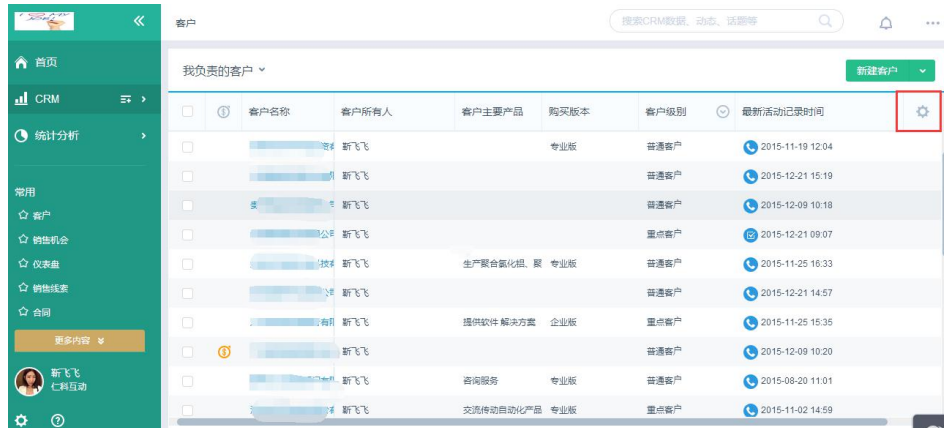 客户
搜索CRM数据、动态、话题等
首页
CRM
统计分析
常用
客户
销售机会
仪表盘
销售线索
合同
更多内容
靳飞飞
仁科互动
我负责的客户
新建客户
客户名称 客户所有人 客户主要产品 购买版本 客户级别 最新活动记录时间
靳飞飞 专业版 普通客户 2015-11-19 12:04
靳飞飞 普通客户 2015-12-21 15:19
靳飞飞 普通客户 2015-12-09 10:18
公司 靳飞飞 重点客户 2015-12-21 09:07
靳飞飞 生产聚合氯化铝、聚 专业版 普通客户 2015-11-25 16:33
靳飞飞 普通客户 2015-12-21 14:57
有限 靳飞飞 提供软件解决方案 企业版 重点客户 2015-11-25 15:35
靳飞飞 普通客户 2015-12-09 10:20
靳飞飞 咨询服务 专业版 普通客户 2015-08-20 11:01
靳飞飞 交流传动自动化产品 专业版 重点客户 2015-11-02 14:59